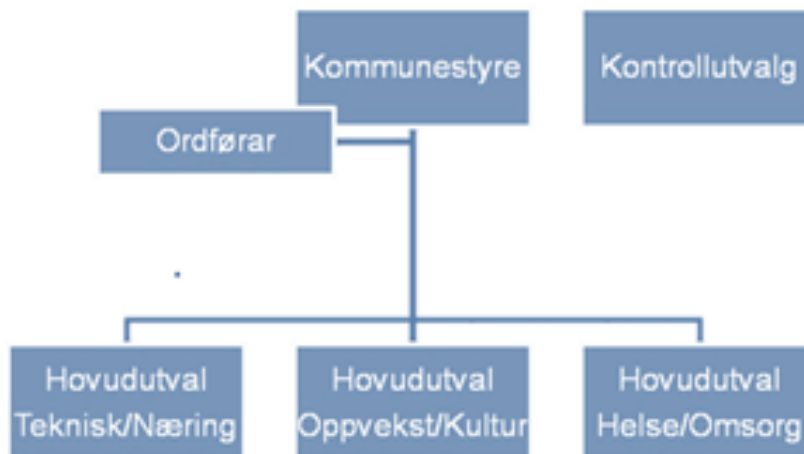 Kommunestyre
Kontrollutvalg
Ordførar
Hovudutval
Teknisk/Næring
Hovudutval
Oppvekst/Kultur
Hovudutval
Helse/Omsorg